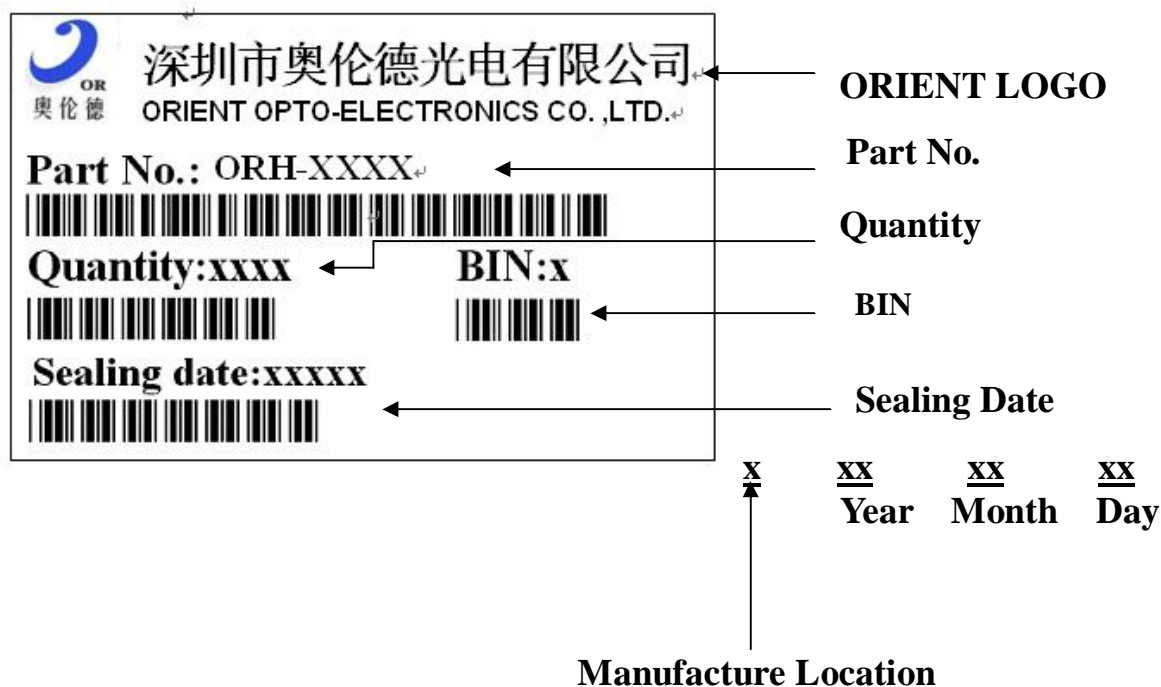 深圳市奥伦德光电有限公司
ORIENT LOGO
OR
奥伦德
ORIENT OPTO-ELECTRONICS CO. ,LTD.
Part No.: ORH-XXXX
Part No.
Quantity
Quantity:xxxx
BIN:x
BIN
Sealing date:xxxxx
Sealing Date
x xx xx xx
Year Month Day
Manufacture Location